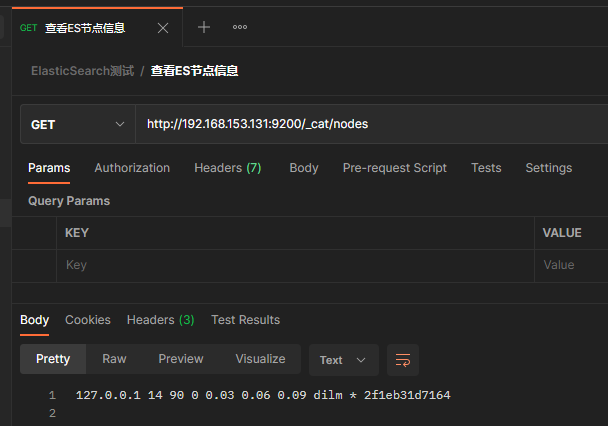 GET 查看ES节点信息
ElasticSearch测试 / 查看ES节点信息
GET http://192.168.153.131:9200/_cat/nodes
Params Authorization Headers (7) Body Pre-request Script Tests Settings
Query Params
KEY VALUE
Key Value
Body Cookies Headers (3) Test Results
Pretty Raw Preview Visualize Text
1 127.0.0.1 14 90 0 0.03 0.06 0.09 dilm * 2f1eb31d7164
2